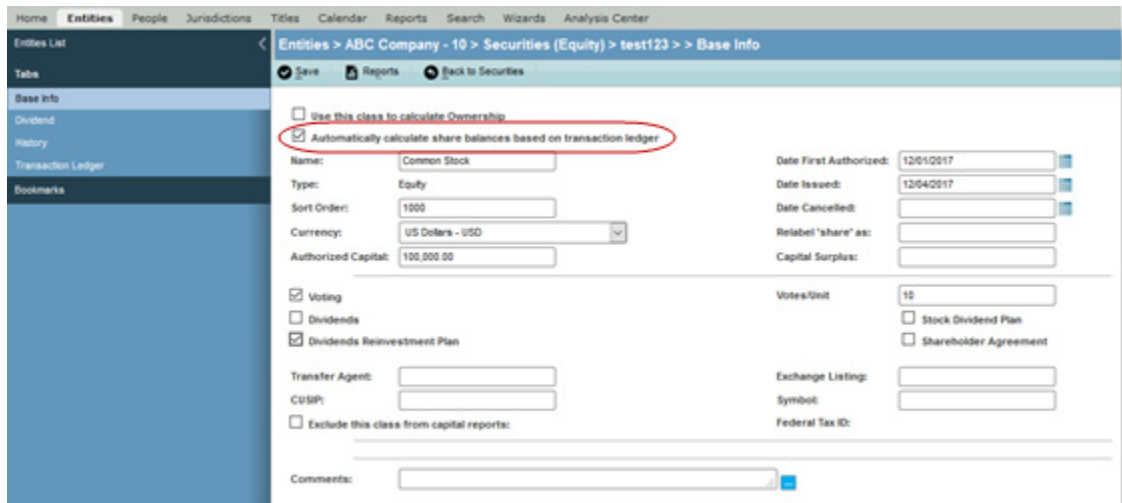 Home Entities People Jurisdictions Titles Calendar Reports Search Wizards Analysis Center
Entities List
Entities > ABC Company - 10 > Securities (Equity) > test123 > > Base Info
Tabs
Save Reports Back to Securities
Base Info
Dividend
History
Transaction Ledger
Bookmarks
Use this class to calculate Ownership
Automatically calculate share balances based on transaction ledger
Name: Common Stock Date First Authorized: 12/01/2017
Type: Equity Date Issued: 12/04/2017
Sort Order: 1000 Date Cancelled:
Currency: US Dollars - USD Relabel 'share' as:
Authorized Capital: 100,000.00 Capital Surplus:
Voting Votes/Unit 10
Dividends Stock Dividend Plan
Dividends Reinvestment Plan Shareholder Agreement
Transfer Agent: Exchange Listing:
CUSIP: Symbol:
Exclude this class from capital reports: Federal Tax ID:
Comments: ...